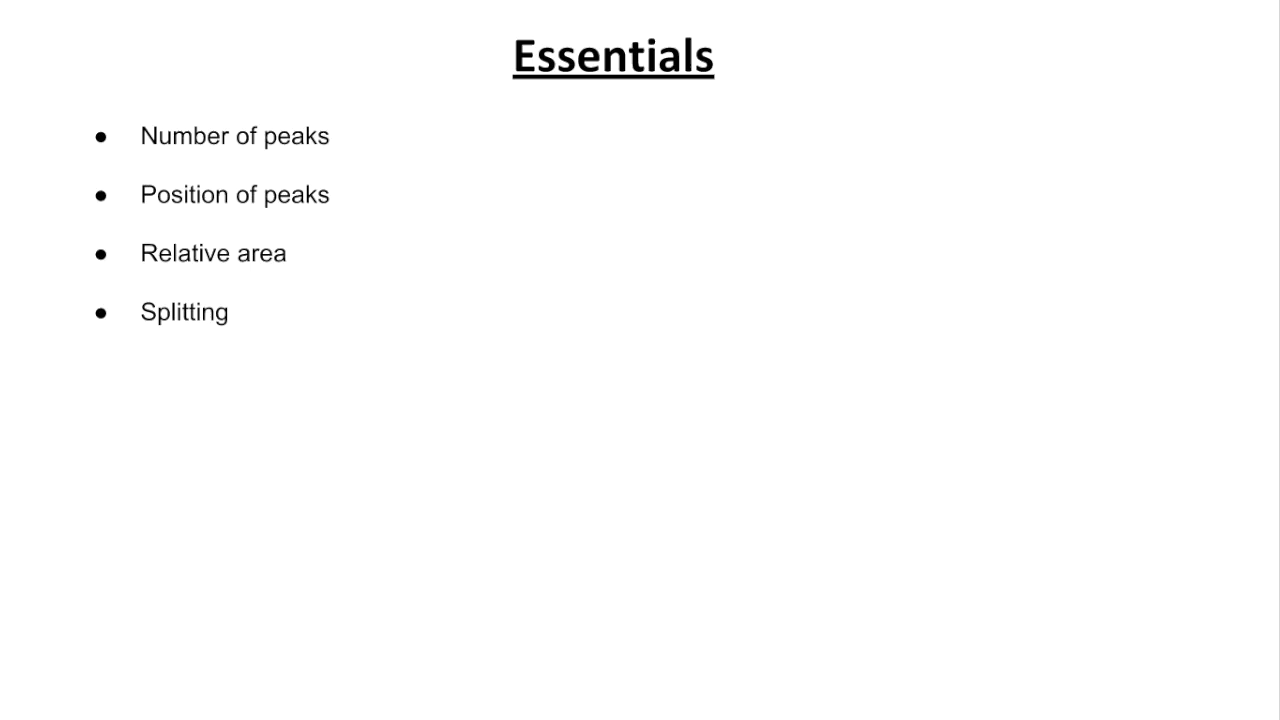 Essentials
● Number of peaks
● Position of peaks
● Relative area
● Splitting